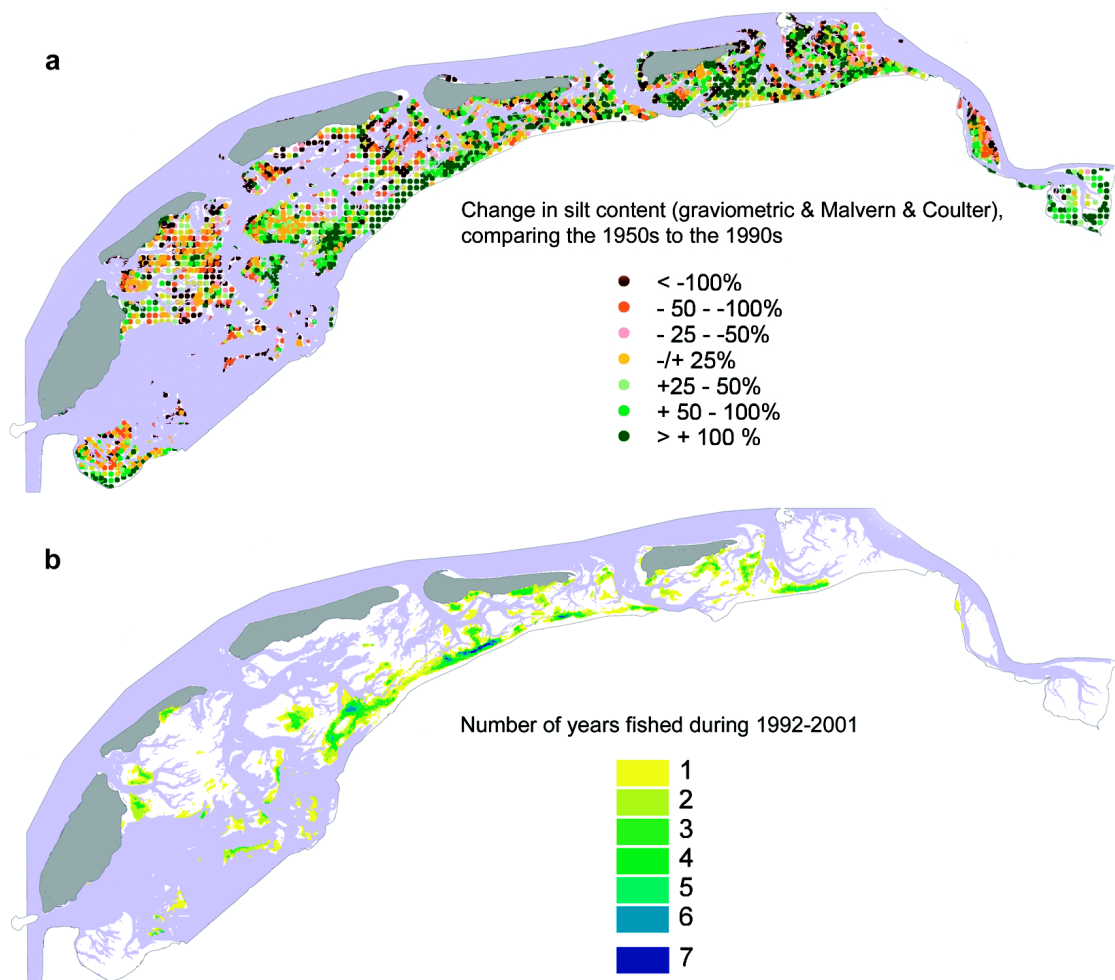 a
Change in silt content (graviometric & Malvern & Coulter),
comparing the 1950s to the 1990s
< -100%
- 50 - -100%
- 25 - -50%
-/+ 25%
+25 - 50%
+ 50 - 100%
> + 100 %
b
Number of years fished during 1992-2001
1
2
3
4
5
6
7